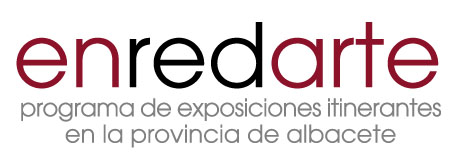 enredarte
programa de exposiciones itinerantes
en la provincia de albacete